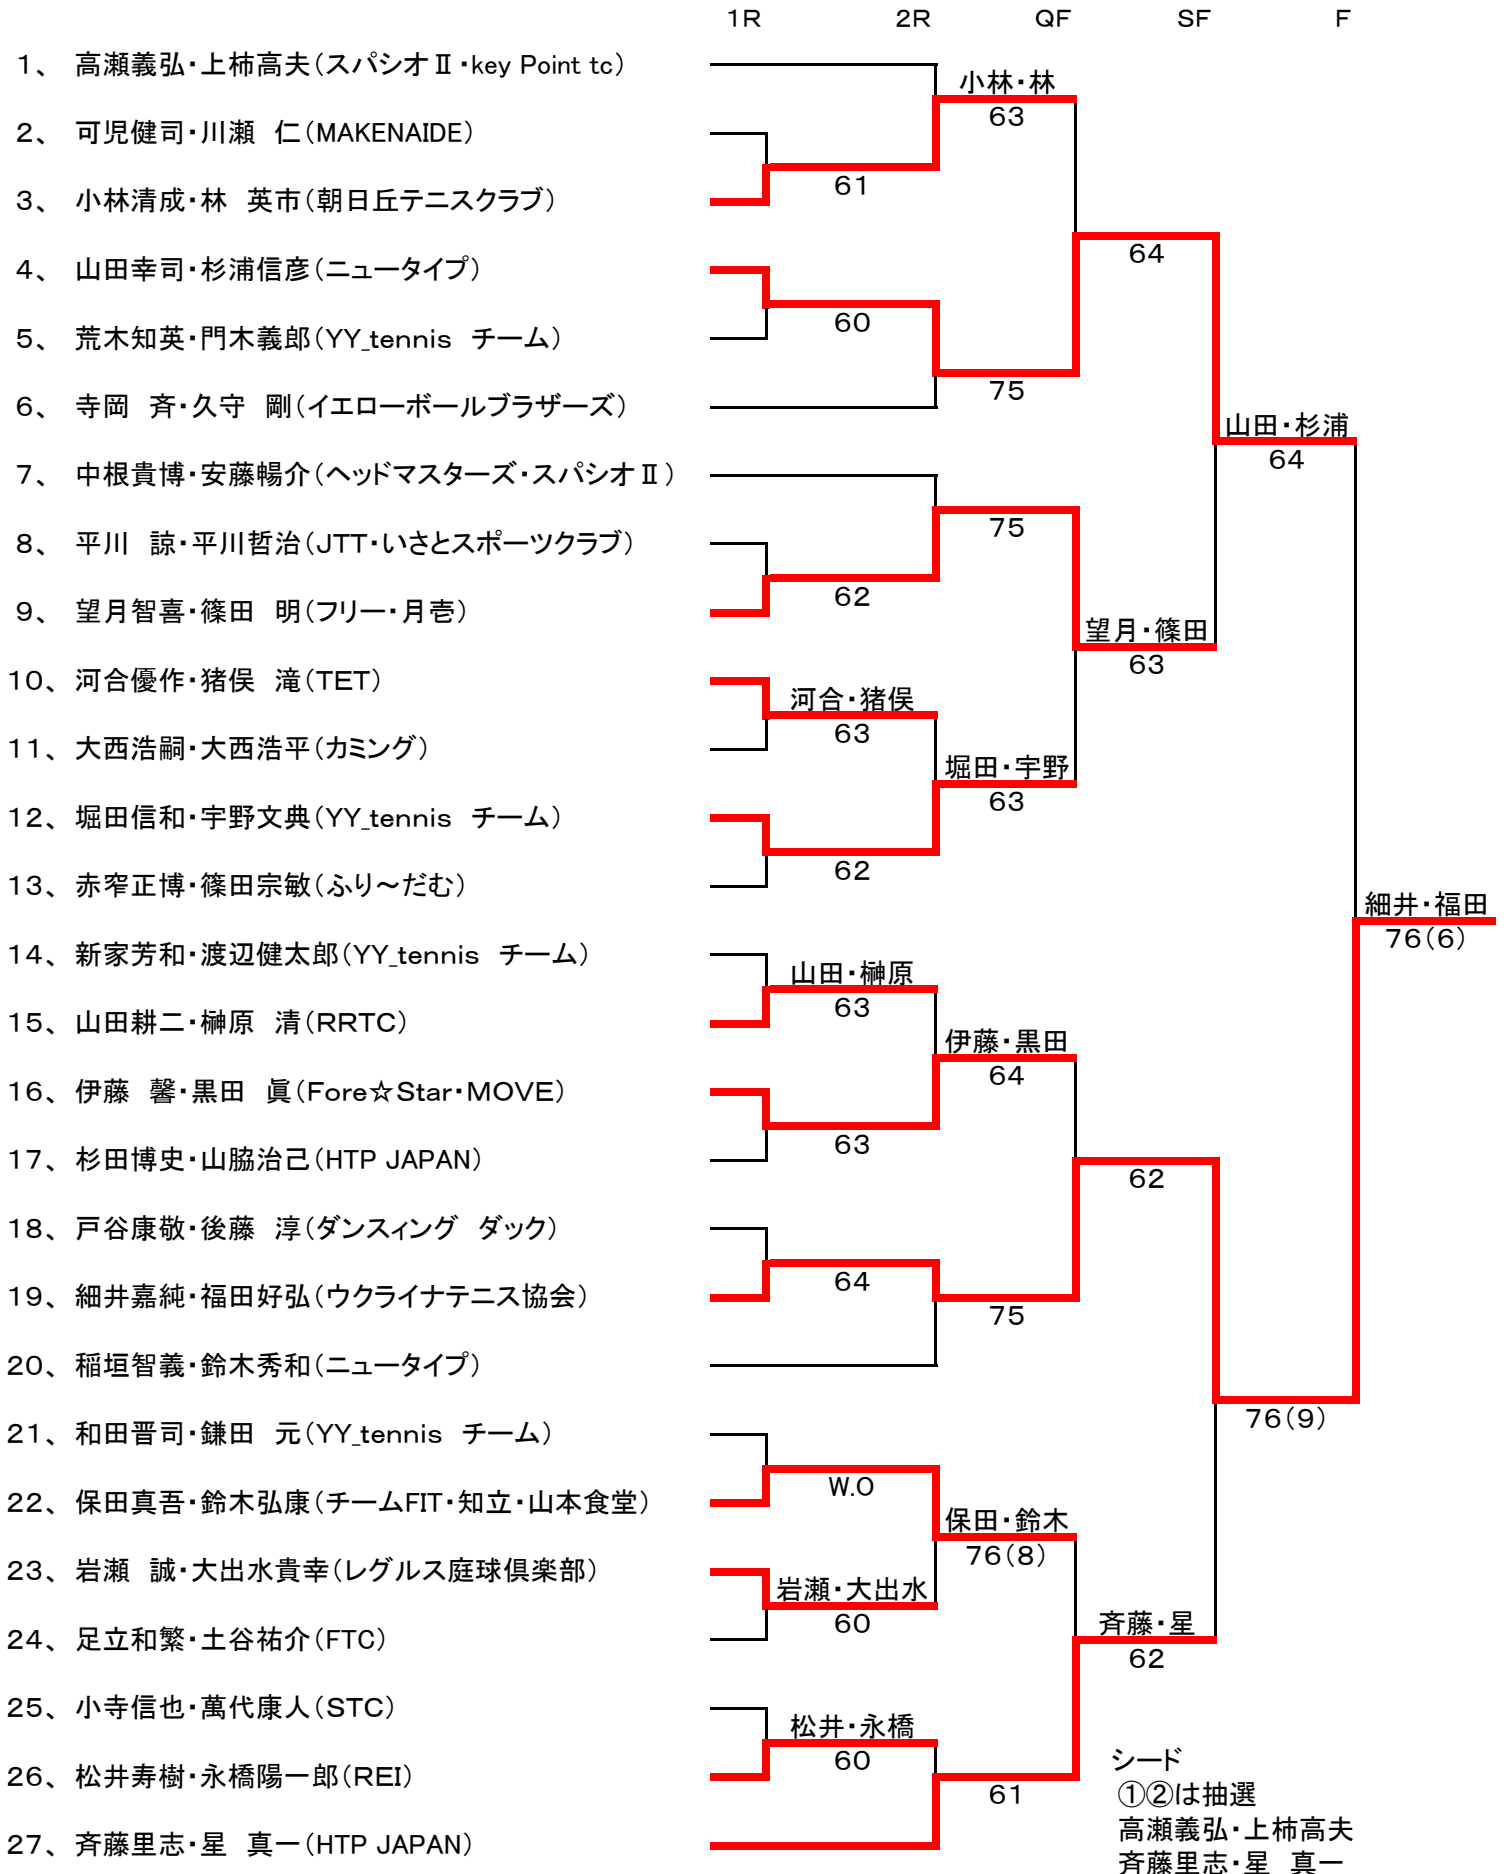 1R 2R QF SF F
1、 高瀬義弘・上柿高夫(スパシオⅡ・key Point tc)
小林・林
63
2、 可児健司・川瀬 仁(MAKENAIDE)
61
3、 小林清成・林 英市(朝日丘テニスクラブ)
64
4、 山田幸司・杉浦信彦(ニュータイプ)
60
5、 荒木知英・門木義郎(YY_tennis チーム)
75
6、 寺岡 斉・久守 剛(イエローボールブラザーズ)
山田・杉浦
64
7、 中根貴博・安藤暢介(ヘッドマスターズ・スパシオⅡ)
75
8、 平川 諒・平川哲治(JTT・いさとスポーツクラブ)
62
9、 望月智喜・篠田 明(フリー・月壱)
望月・篠田
63
10、 河合優作・猪俣 滝(TET)
河合・猪俣
63
11、 大西浩嗣・大西浩平(カミング)
堀田・宇野
63
12、 堀田信和・宇野文典(YY_tennis チーム)
62
13、 赤窄正博・篠田宗敏(ふり~だむ)
細井・福田
76(6)
14、 新家芳和・渡辺健太郎(YY_tennis チーム)
山田・榊原
63
15、 山田耕二・榊原 清(RRTC)
伊藤・黒田
64
16、 伊藤 馨・黒田 眞(Fore☆Star・MOVE)
63
17、 杉田博史・山脇治己(HTP JAPAN)
62
18、 戸谷康敬・後藤 淳(ダンスィング ダック)
64
19、 細井嘉純・福田好弘(ウクライナテニス協会)
75
20、 稲垣智義・鈴木秀和(ニュータイプ)
76(9)
21、 和田晋司・鎌田 元(YY_tennis チーム)
W.O
22、 保田真吾・鈴木弘康(チームFIT・知立・山本食堂)
保田・鈴木
76(8)
23、 岩瀬 誠・大出水貴幸(レグルス庭球倶楽部)
岩瀬・大出水
60
24、 足立和繁・土谷祐介(FTC)
斉藤・星
62
25、 小寺信也・萬代康人(STC)
松井・永橋
60
26、 松井寿樹・永橋陽一郎(REI)
61
27、 斉藤里志・星 真一(HTP JAPAN)
シード
①②は抽選
高瀬義弘・上柿高夫
斉藤里志・星 真一